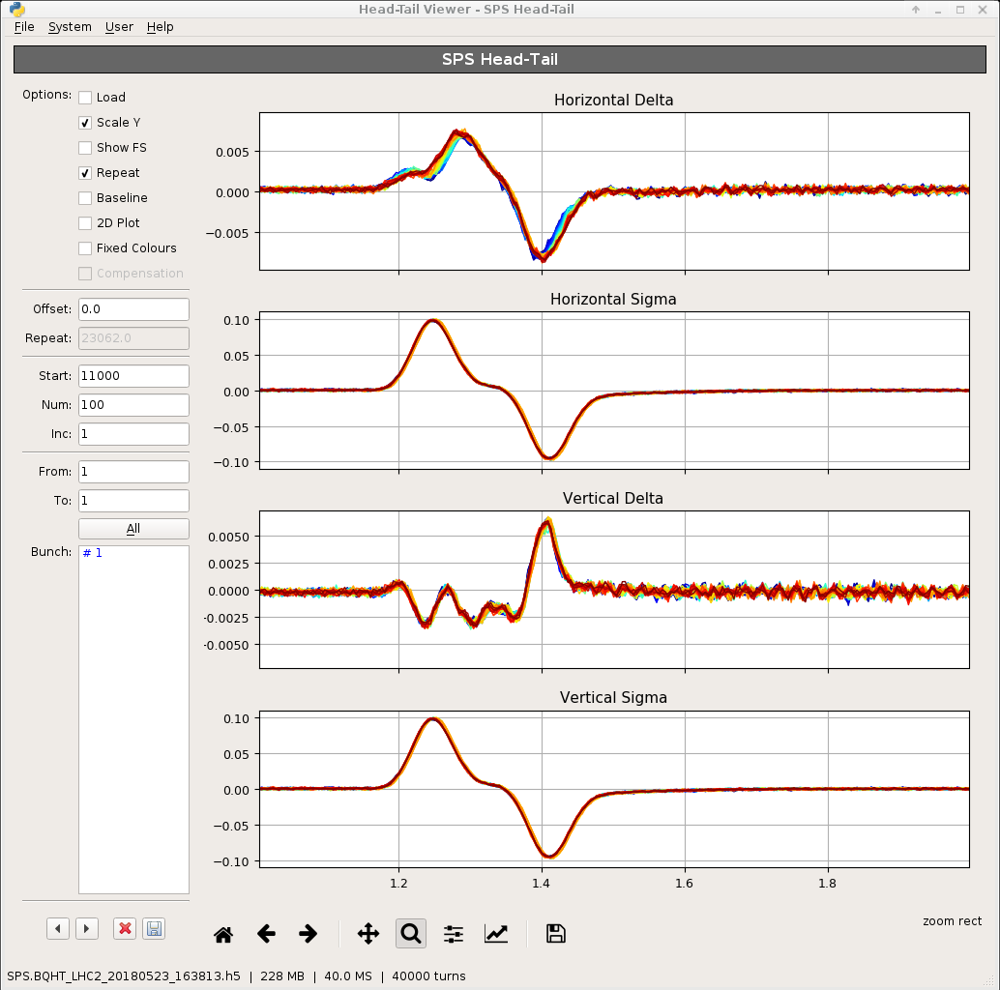 Head-Tail Viewer - SPS Head-Tail
File System User Help
SPS Head-Tail
Options:
Load
Scale Y
Show FS
Repeat
Baseline
2D Plot
Fixed Colours
Compensation
Offset: 0.0
Repeat: 23062.0
Start: 11000
Num: 100
Inc: 1
From: 1
To: 1
All
Bunch: # 1
Horizontal Delta
0.005
0.000
−0.005
Horizontal Sigma
0.10
0.05
0.00
−0.05
−0.10
Vertical Delta
0.0050
0.0025
0.0000
-0.0025
-0.0050
Vertical Sigma
0.10
0.05
0.00
−0.05
−0.10
1.2 1.4 1.6 1.8
zoom rect
SPS.BQHT_LHC2_20180523_163813.h5 | 228 MB | 40.0 MS | 40000 turns